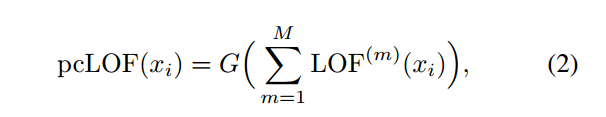 pcLOF(x_i) = G(∑_{m=1}^{M} LOF^{(m)}(x_i)), (2)